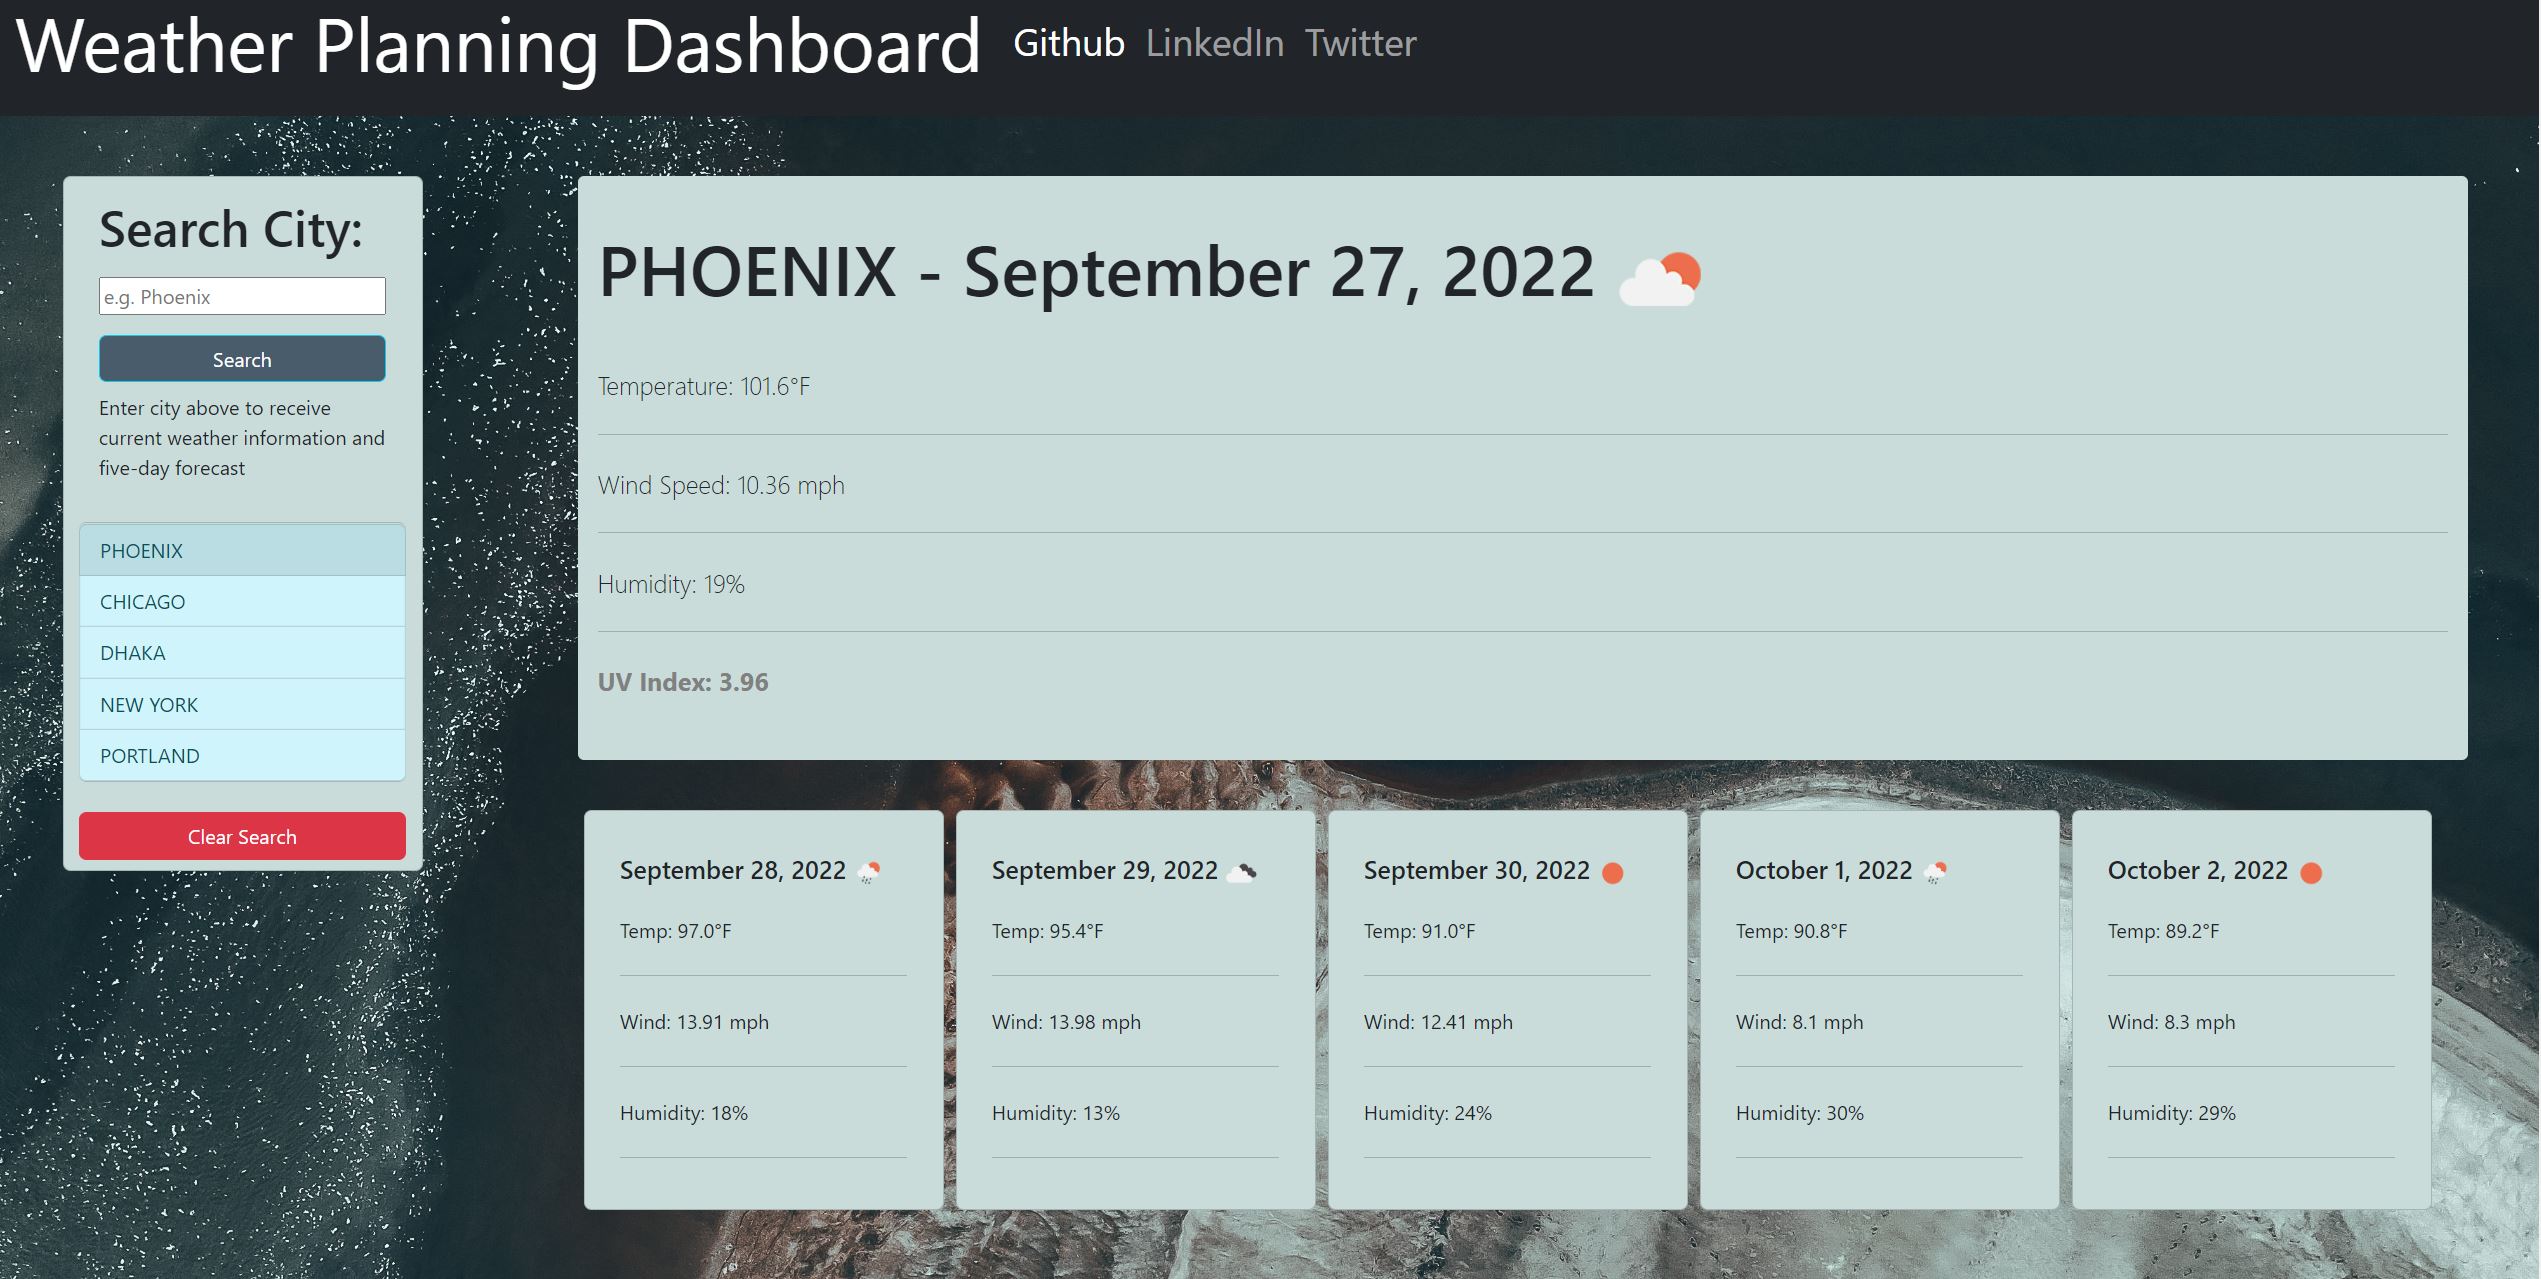 Weather Planning Dashboard Github LinkedIn Twitter
Search City:
e.g. Phoenix
Search
Enter city above to receive
current weather information and
five-day forecast
PHOENIX
CHICAGO
DHAKA
NEW YORK
PORTLAND
Clear Search
PHOENIX - September 27, 2022
Temperature: 101.6°F
Wind Speed: 10.36 mph
Humidity: 19%
UV Index: 3.96
September 28, 2022
Temp: 97.0°F
Wind: 13.91 mph
Humidity: 18%
September 29, 2022
Temp: 95.4°F
Wind: 13.98 mph
Humidity: 13%
September 30, 2022
Temp: 91.0°F
Wind: 12.41 mph
Humidity: 24%
October 1, 2022
Temp: 90.8°F
Wind: 8.1 mph
Humidity: 30%
October 2, 2022
Temp: 89.2°F
Wind: 8.3 mph
Humidity: 29%